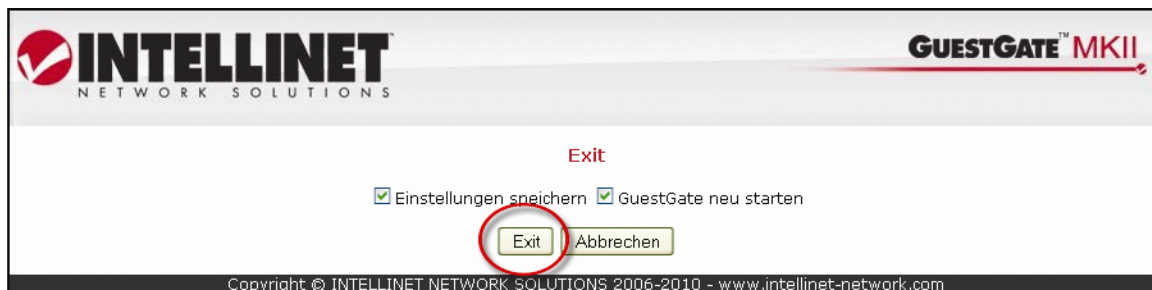 INTELLINET™
NETWORK SOLUTIONS
GUESTGATE™ MKII
Exit
Einstellungen speichern GuestGate neu starten
Exit Abbrechen
Copyright © INTELLINET NETWORK SOLUTIONS 2006-2010 - www.intellinet-network.com